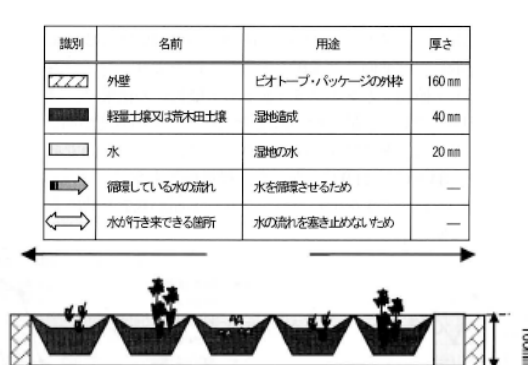 識別 名前 用途 厚さ
外壁 ビオトープ・パッケージの外枠 160mm
軽量土壌又は荒木田土壌 湿地造成 40mm
水 湿地の水 20mm
循環している水の流れ 水を循環させるため —
水が行き来できる箇所 水の流れを塞き止めないため —